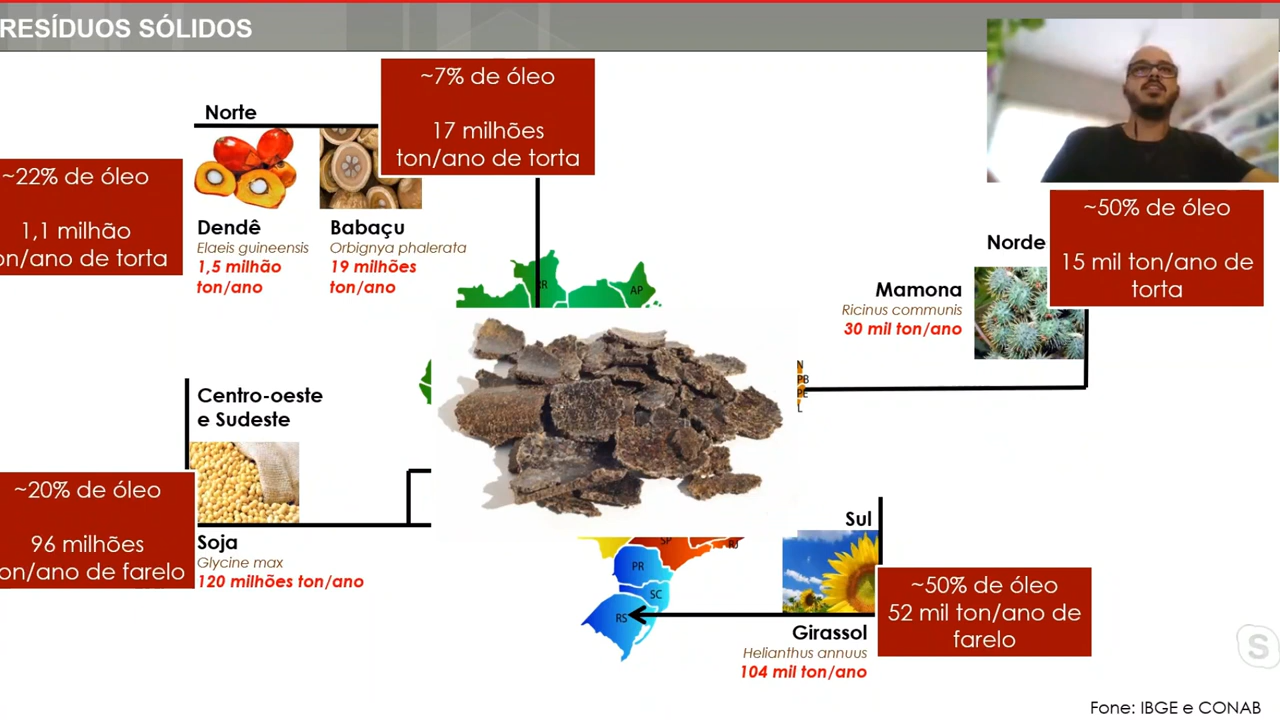 RESÍDUOS SÓLIDOS
~7% de óleo
17 milhões
ton/ano de torta
Norte
~22% de óleo
1,1 milhão
on/ano de torta
Dendê
Elaeis guineensis
1,5 milhão
ton/ano
Babaçu
Orbignya phalerata
19 milhões
ton/ano
RR
AP
Norde
~50% de óleo
15 mil ton/ano de
torta
Mamona
Ricinus communis
30 mil ton/ano
N
PB
PE
L
Centro-oeste
e Sudeste
~20% de óleo
96 milhões
on/ano de farelo
Soja
Glycine max
120 milhões ton/ano
SP
RJ
PR
SC
RS
Sul
~50% de óleo
52 mil ton/ano de
farelo
Girassol
Helianthus annuus
104 mil ton/ano
S
Fone: IBGE e CONAB